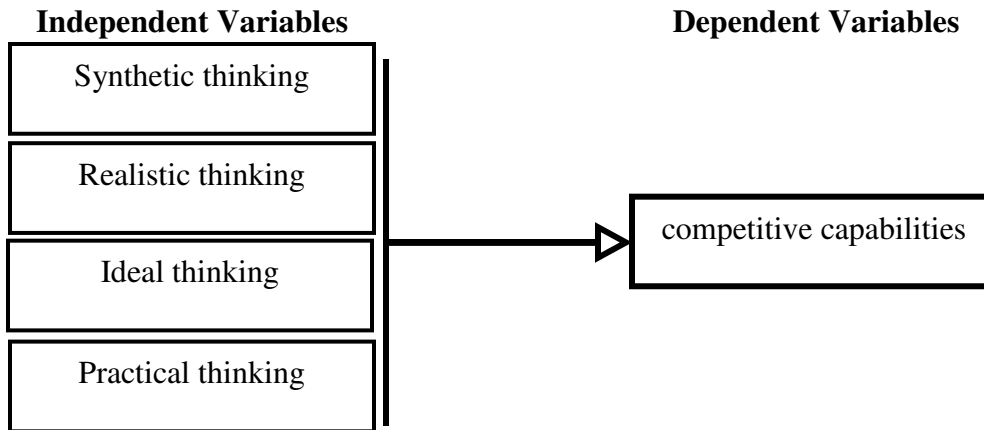 Independent Variables
Dependent Variables
Synthetic thinking
Realistic thinking
competitive capabilities
Ideal thinking
Practical thinking